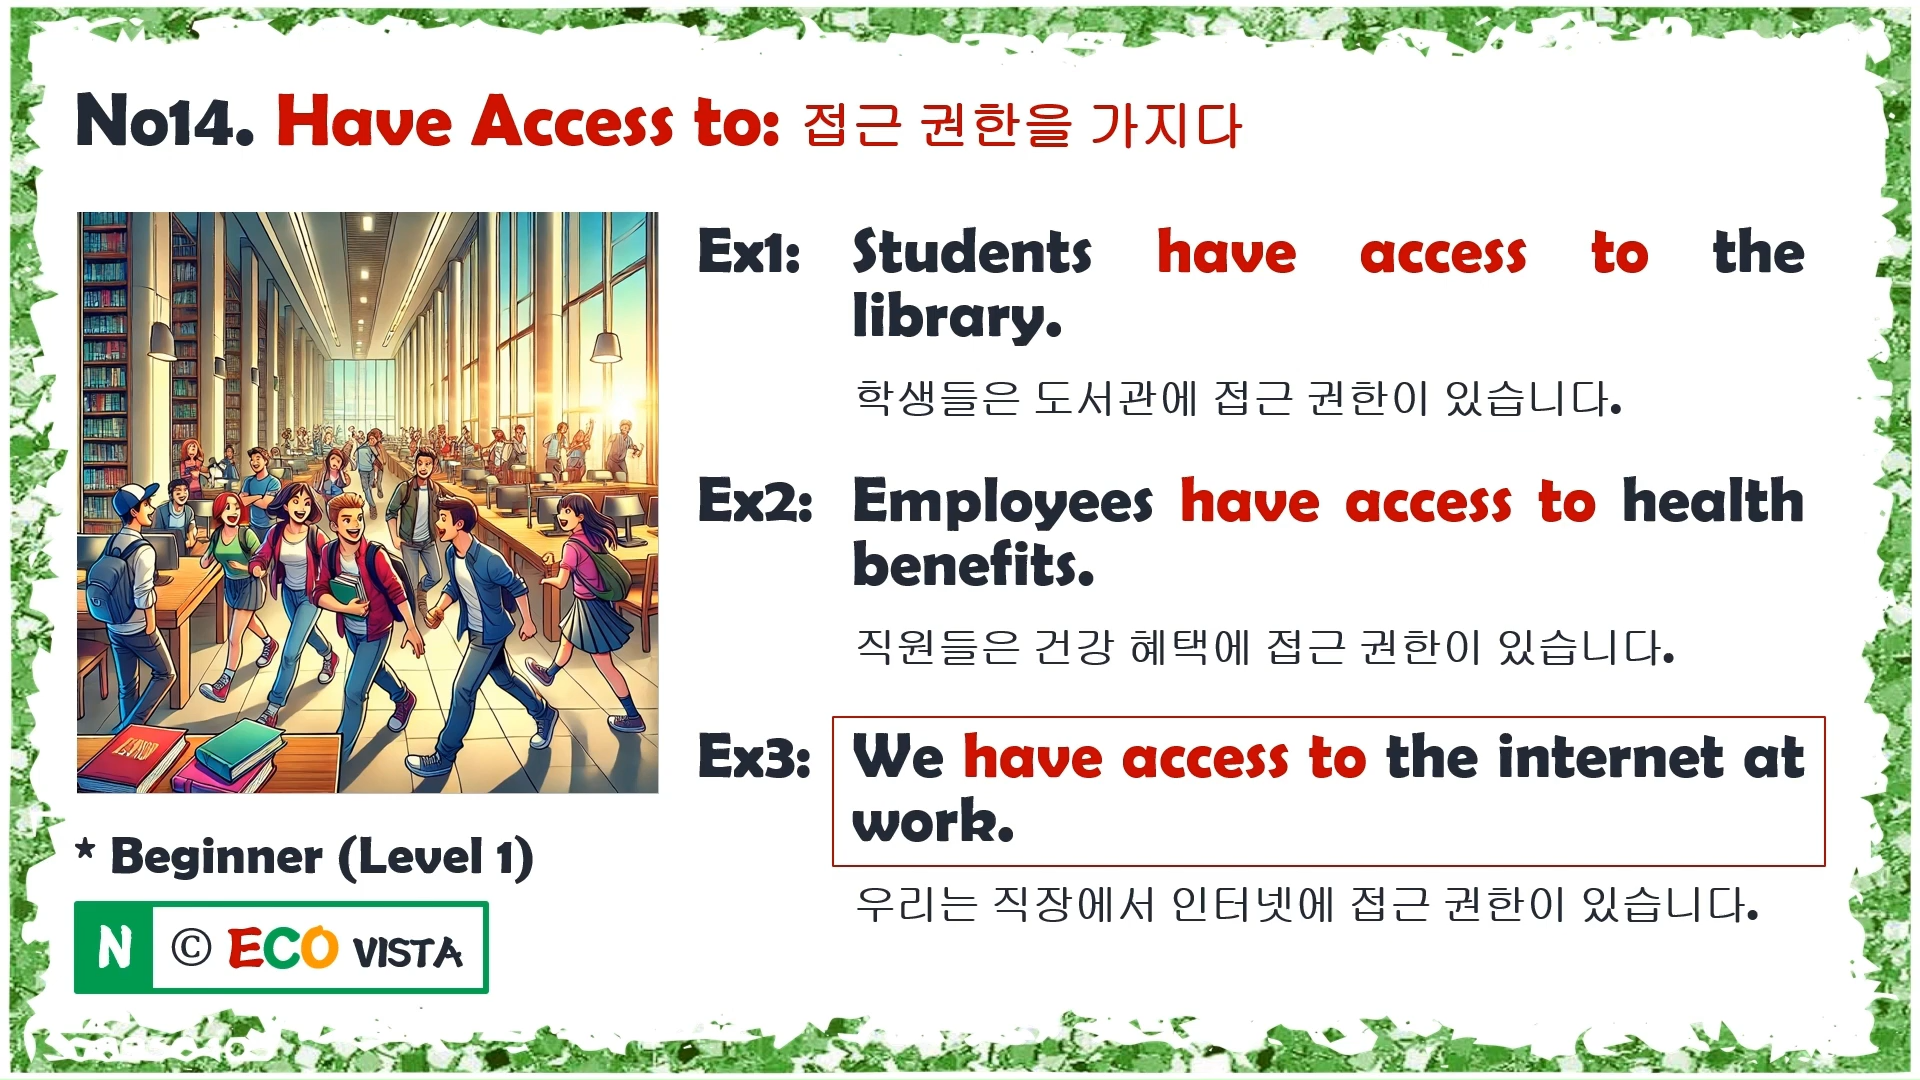 No14. Have Access to: 접근 권한을 가지다
Ex1: Students have access to the
library.
학생들은 도서관에 접근 권한이 있습니다.
Ex2: Employees have access to health
benefits.
직원들은 건강 혜택에 접근 권한이 있습니다.
Ex3: We have access to the internet at
work.
우리는 직장에서 인터넷에 접근 권한이 있습니다.
* Beginner (Level 1)
N © ECO VISTA